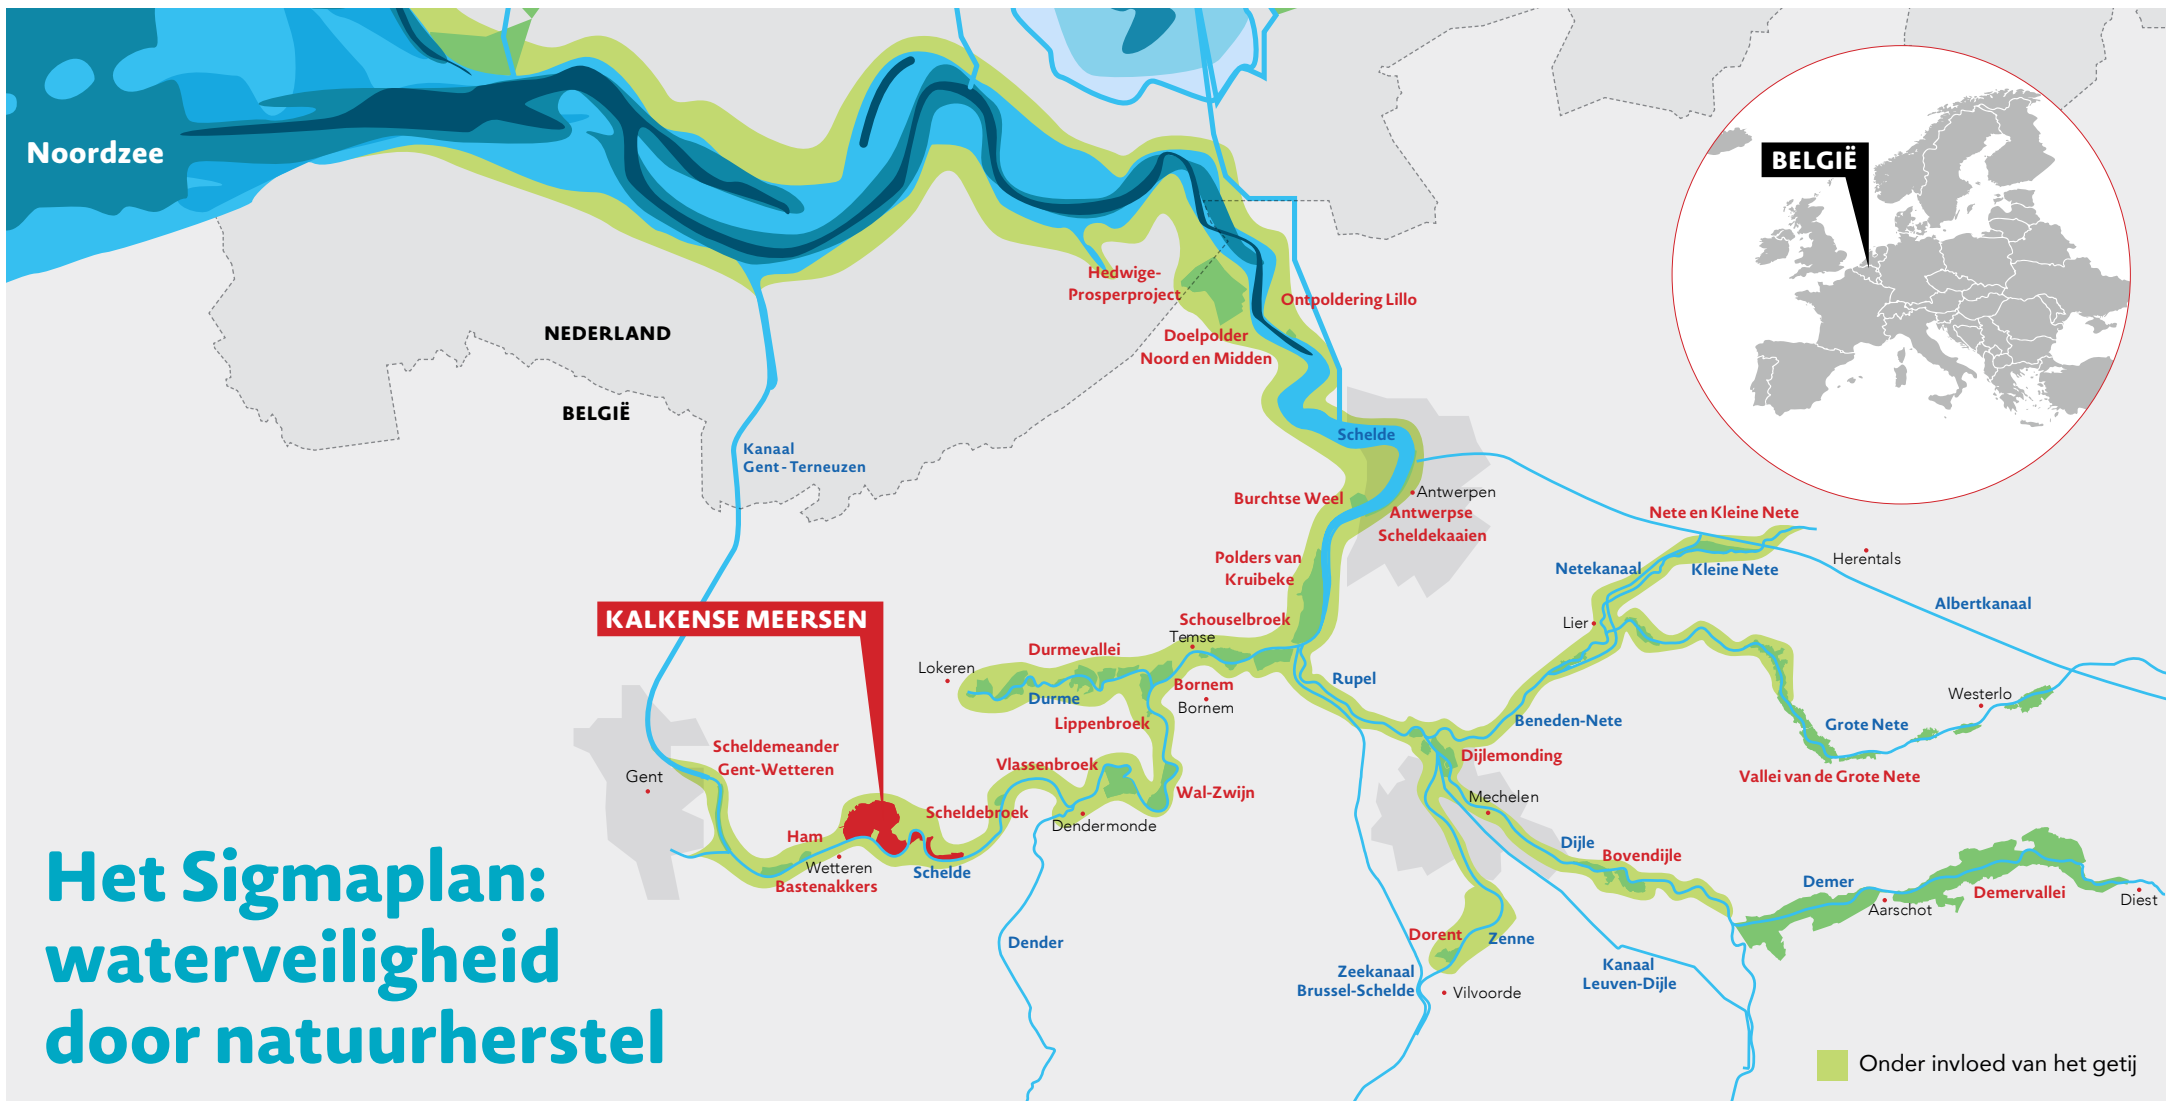 Noordzee
BELGIË
Hedwige-
Prosperproject
Ontpoldering Lillo
NEDERLAND
Doelpolder
Noord en Midden
BELGIË
Schelde
Kanaal
Gent - Terneuzen
Burchtse Weel
Antwerpen
Antwerpse
Scheldekaaien
Nete en Kleine Nete
Polders van
Kruibeke
Netekanaal
Kleine Nete
Herentals
Albertkanaal
KALKENSE MEERSEN
Schouselbroek
Temse
Lier
Durmevallei
Lokeren
Durme
Bornem
Bornem
Rupel
Westerlo
Lippenbroek
Beneden-Nete
Grote Nete
Scheldemeander
Gent-Wetteren
Gent
Vlassenbroek
Dijlemonding
Vallei van de Grote Nete
Wal-Zwijn
Mechelen
Scheldebroek
Dendermonde
Ham
Wetteren
Bastenakkers
Schelde
Dijle
Bovendijle
Demer
Aarschot
Demervallei
Diest
Het Sigmaplan:
waterveiligheid
door natuurherstel
Dender
Dorent
Zenne
Zeekanaal
Brussel-Schelde
Vilvoorde
Kanaal
Leuven-Dijle
Onder invloed van het getij